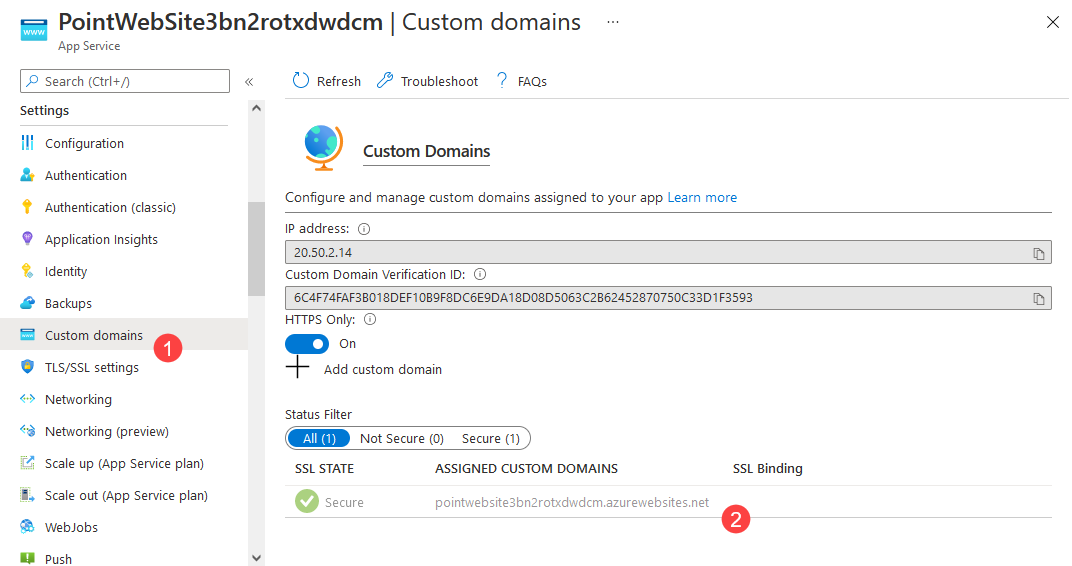 PointWebSite3bn2rotxdwdcm | Custom domains ...
App Service
Search (Ctrl+/)
«
Settings
Configuration
Authentication
Authentication (classic)
Application Insights
Identity
Backups
Custom domains
1
TLS/SSL settings
Networking
Networking (preview)
Scale up (App Service plan)
Scale out (App Service plan)
WebJobs
Push
Refresh Troubleshoot ? FAQs
Custom Domains
Configure and manage custom domains assigned to your app Learn more
IP address:
20.50.2.14
Custom Domain Verification ID:
6C4F74FAF3B018DEF10B9F8DC6E9DA18D08D5063C2B62452870750C33D1F3593
HTTPS Only:
On
Add custom domain
Status Filter
All (1) Not Secure (0) Secure (1)
SSL STATE ASSIGNED CUSTOM DOMAINS SSL Binding
Secure pointwebsite3bn2rotxdwdcm.azurewebsites.net
2